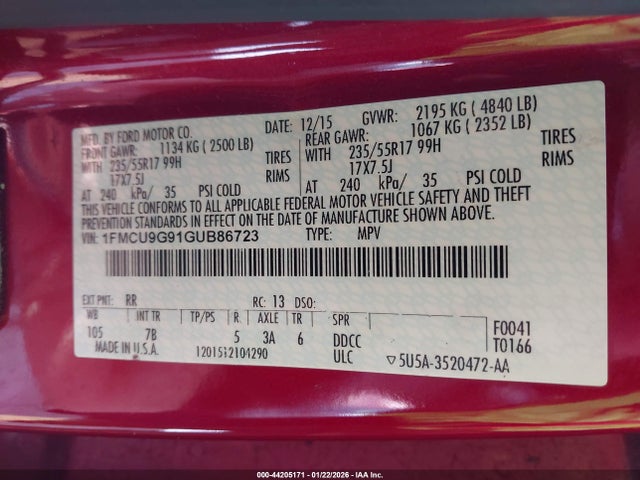 MFD. BY FORD MOTOR CO.
DATE: 12/15 GVWR: 2195 KG ( 4840 LB)
FRONT GAWR: 1134 KG ( 2500 LB)
REAR GAWR: 1067 KG ( 2352 LB)
WITH 235/55R17 99H TIRES
WITH 235/55R17 99H TIRES
17X7.5J RIMS
17X7.5J RIMS
AT 240 kPa/ 35 PSI COLD
AT 240 kPa/ 35 PSI COLD
THIS VEHICLE CONFORMS TO ALL APPLICABLE FEDERAL MOTOR VEHICLE SAFETY AND THEFT
PREVENTION STANDARDS IN EFFECT ON THE DATE OF MANUFACTURE SHOWN ABOVE.
VIN: 1FMCU9G91GUB86723 TYPE: MPV
EXT PNT: RR RC: 13 DSO:
WB INT TR TP/PS R. AXLE TR SPR
105 7B 5 3A 6 DDCC F0041
ULC T0166
MADE IN U.S.A. 1201512104290 ▽5U5A-3520472-AA
000-44205171 - 01/22/2026 - IAA Inc.